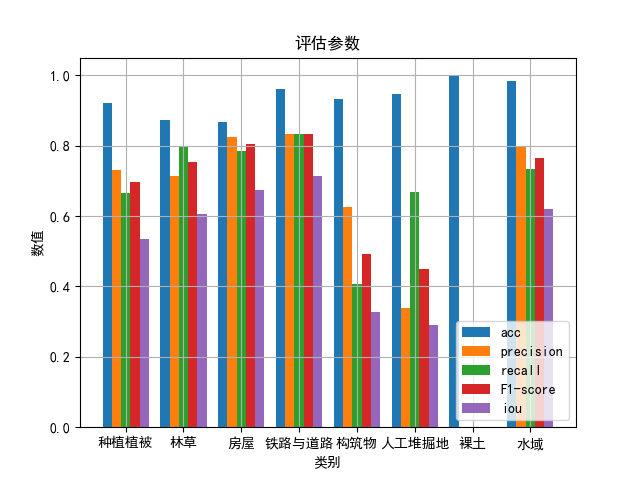 评估参数
1.0
0.8
0.6
0.4
0.2
0.0
数值
acc
precision
recall
F1-score
iou
种植植被 林草 房屋 铁路与道路 构筑物 人工堆掘地 裸土 水域
类别